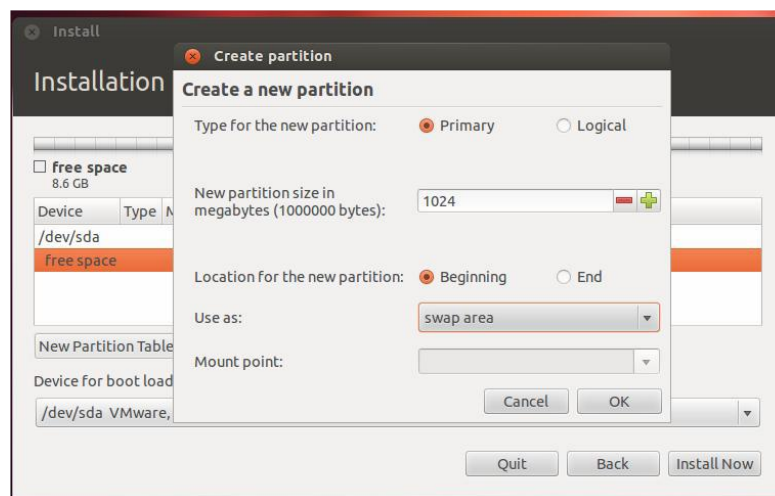 Install
Create partition
Installation
Create a new partition
Type for the new partition: Primary Logical
free space
8.6 GB
New partition size in
megabytes (1000000 bytes): 1024
Device Type M
/dev/sda
free space
Location for the new partition: Beginning End
Use as: swap area
New Partition Table
Mount point:
Device for boot load
Cancel OK
/dev/sda VMware,
Quit Back Install Now